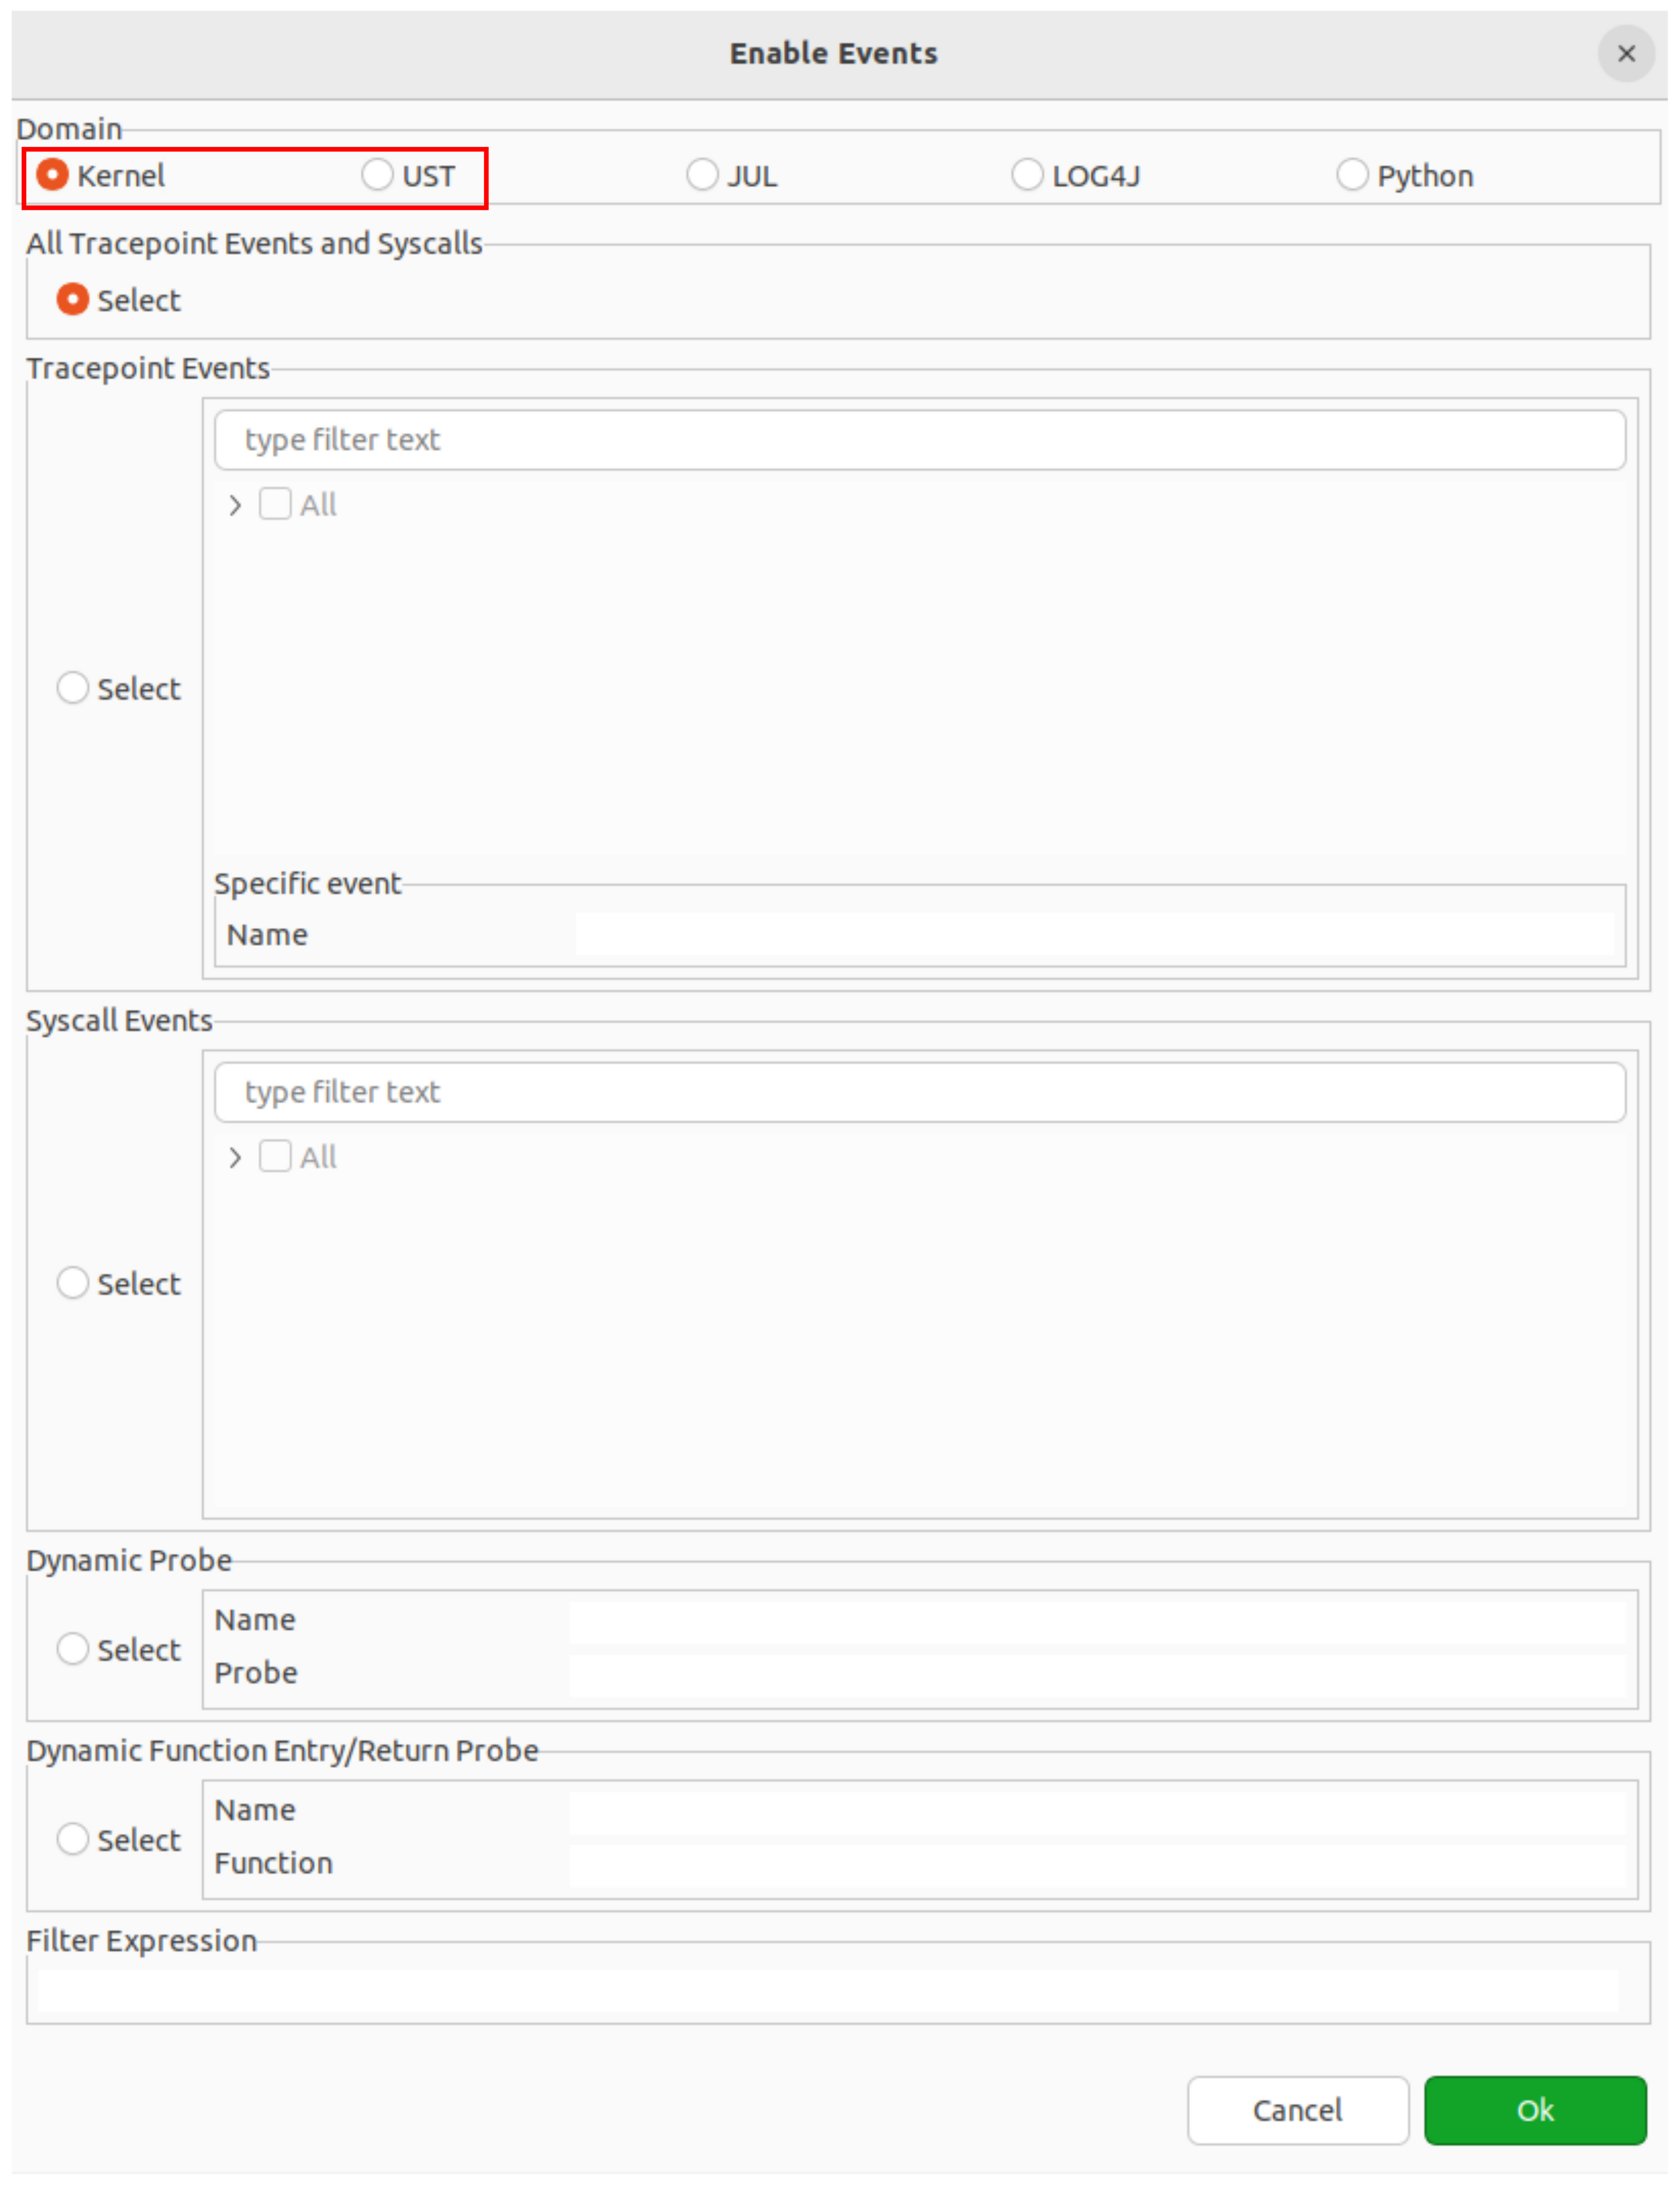 Enable Events
Domain
Kernel UST JUL LOG4J Python
All Tracepoint Events and Syscalls
Select
Tracepoint Events
type filter text
All
Select
Specific event
Name
Syscall Events
type filter text
All
Select
Dynamic Probe
Name
Select
Probe
Dynamic Function Entry/Return Probe
Name
Select
Function
Filter Expression
Cancel Ok